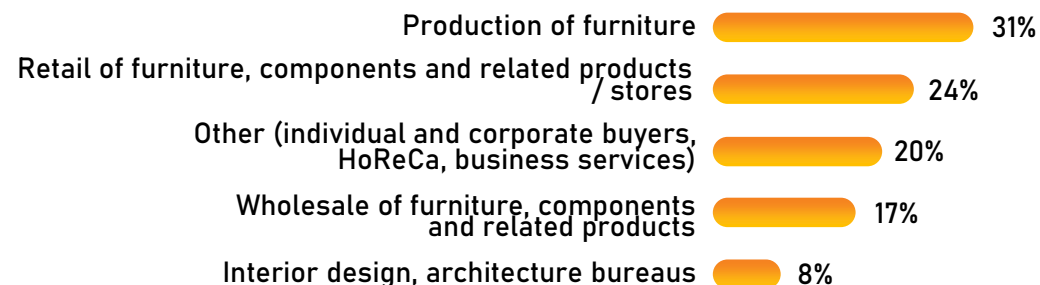 Production of furniture 31%
Retail of furniture, components and related products
/ stores 24%
Other (individual and corporate buyers,
HoReCa, business services) 20%
Wholesale of furniture, components
and related products 17%
Interior design, architecture bureaus 8%